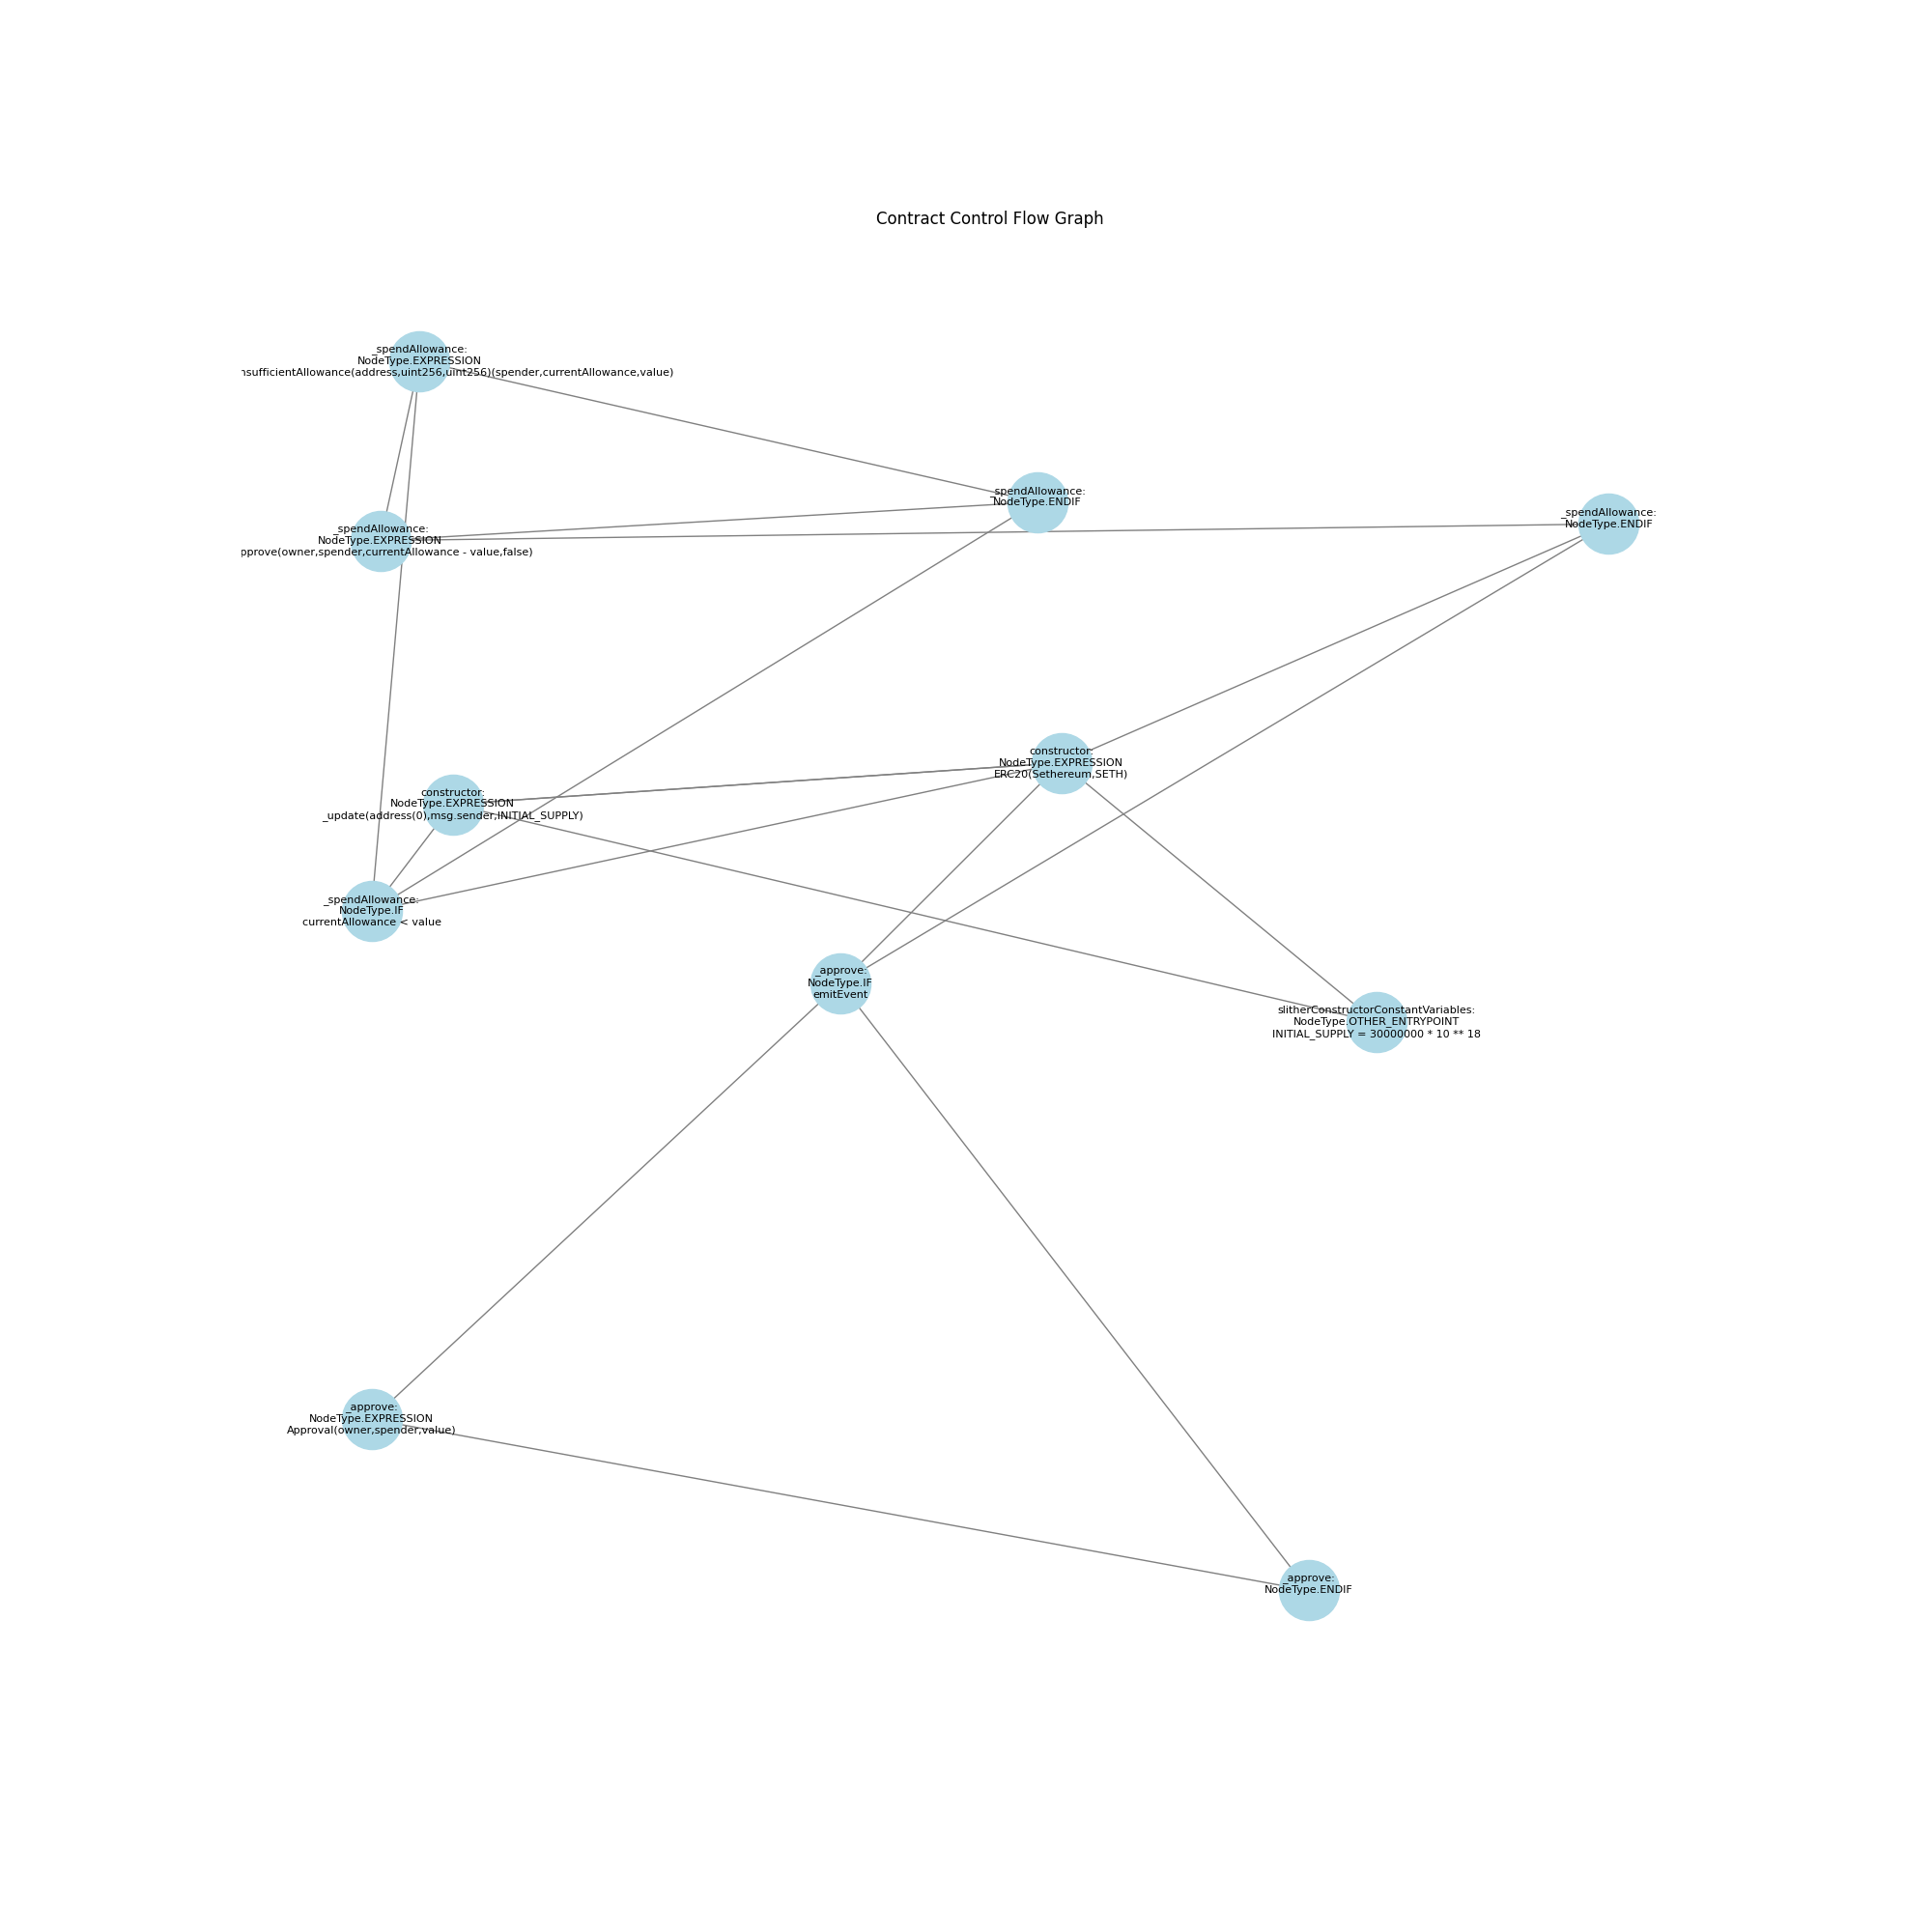 Contract Control Flow Graph
_spendAllowance:
NodeType.EXPRESSION
nsufficientAllowance(address,uint256,uint256)(spender,currentAllowance,value)
_spendAllowance:
NodeType.ENDIF
_spendAllowance:
NodeType.ENDIF
_spendAllowance:
NodeType.EXPRESSION
pprove(owner,spender,currentAllowance - value,false)
constructor:
NodeType.EXPRESSION
ERC20(Sethereum,SETH)
constructor:
NodeType.EXPRESSION
_update(address(0),msg.sender,INITIAL_SUPPLY)
_spendAllowance:
NodeType.IF
currentAllowance < value
_approve:
NodeType.IF
emitEvent
slitherConstructorConstantVariables:
NodeType.OTHER_ENTRYPOINT
INITIAL_SUPPLY = 30000000 * 10 ** 18
_approve:
NodeType.EXPRESSION
Approval(owner,spender,value)
_approve:
NodeType.ENDIF